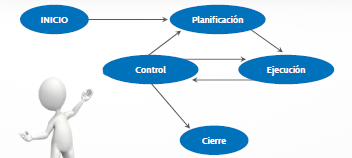 INICIO
Planificación
Control
Ejecución
Cierre